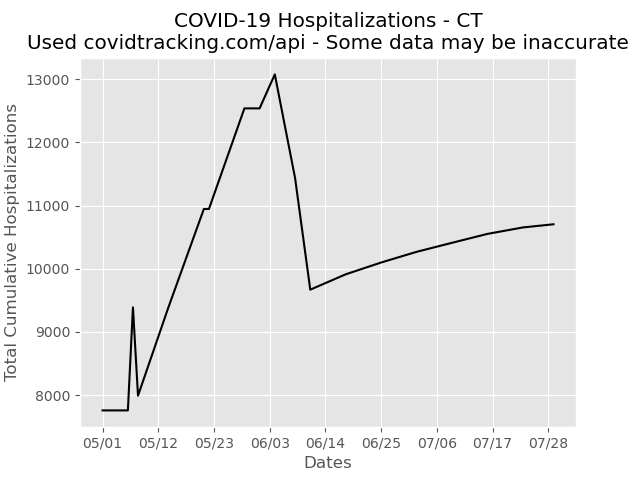 COVID-19 Hospitalizations - CT
Used covidtracking.com/api - Some data may be inaccurate
Total Cumulative Hospitalizations
13000
12000
11000
10000
9000
8000
05/01 05/12 05/23 06/03 06/14 06/25 07/06 07/17 07/28
Dates